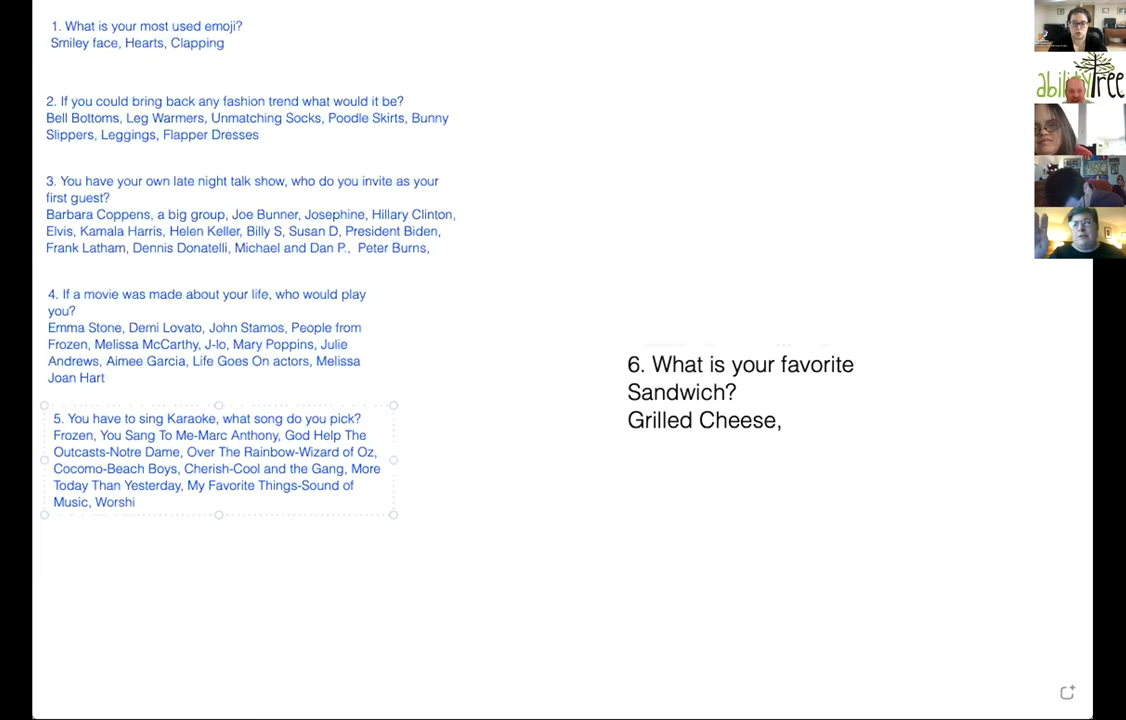 1. What is your most used emoji?
Smiley face, Hearts, Clapping
2. If you could bring back any fashion trend what would it be?
Bell Bottoms, Leg Warmers, Unmatching Socks, Poodle Skirts, Bunny
Slippers, Leggings, Flapper Dresses
3. You have your own late night talk show, who do you invite as your
first guest?
Barbara Coppens, a big group, Joe Bunner, Josephine, Hillary Clinton,
Elvis, Kamala Harris, Helen Keller, Billy S, Susan D, President Biden,
Frank Latham, Dennis Donatelli, Michael and Dan P.,  Peter Burns,
4. If a movie was made about your life, who would play
you?
Emma Stone, Demi Lovato, John Stamos, People from
Frozen, Melissa McCarthy, J-lo, Mary Poppins, Julie
Andrews, Aimee Garcia, Life Goes On actors, Melissa
Joan Hart
5. You have to sing Karaoke, what song do you pick?
Frozen, You Sang To Me-Marc Anthony, God Help The
Outcasts-Notre Dame, Over The Rainbow-Wizard of Oz,
Cocomo-Beach Boys, Cherish-Cool and the Gang, More
Today Than Yesterday, My Favorite Things-Sound of
Music, Worshi
6. What is your favorite
Sandwich?
Grilled Cheese,
ability Tree